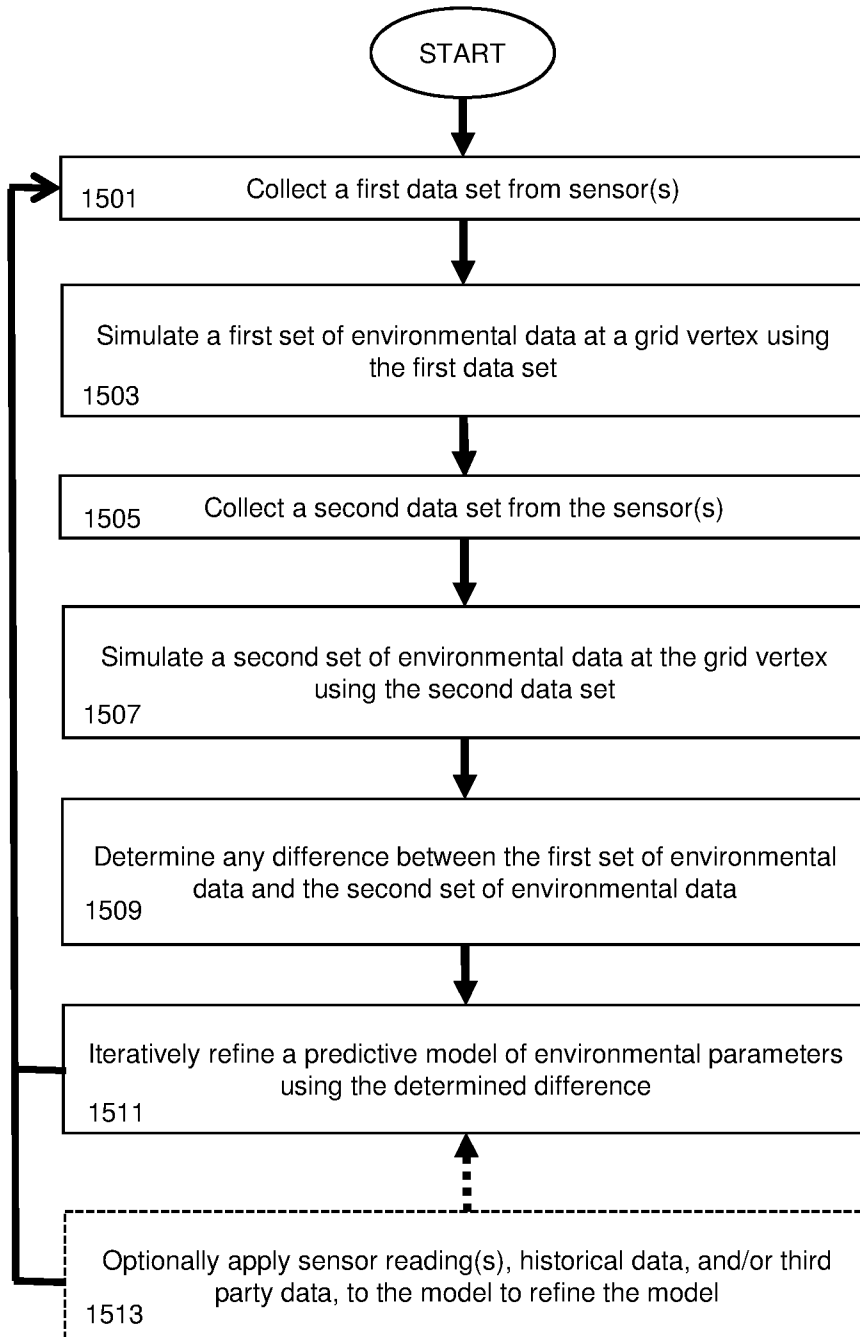 START
Collect a first data set from sensor(s)
1501
Simulate a first set of environmental data at a grid vertex using
the first data set
1503
Collect a second data set from the sensor(s)
1505
Simulate a second set of environmental data at the grid vertex
using the second data set
1507
Determine any difference between the first set of environmental
data and the second set of environmental data
1509
Iteratively refine a predictive model of environmental parameters
using the determined difference
1511
Optionally apply sensor reading(s), historical data, and/or third
party data, to the model to refine the model
1513